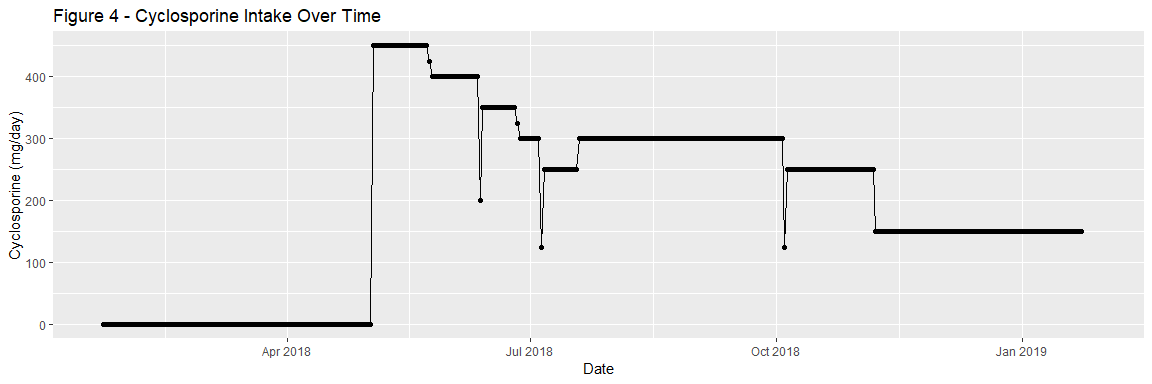 Figure 4 - Cyclosporine Intake Over Time
Cyclosporine (mg/day)
400
300
200
100
0
Apr 2018
Jul 2018
Oct 2018
Jan 2019
Date